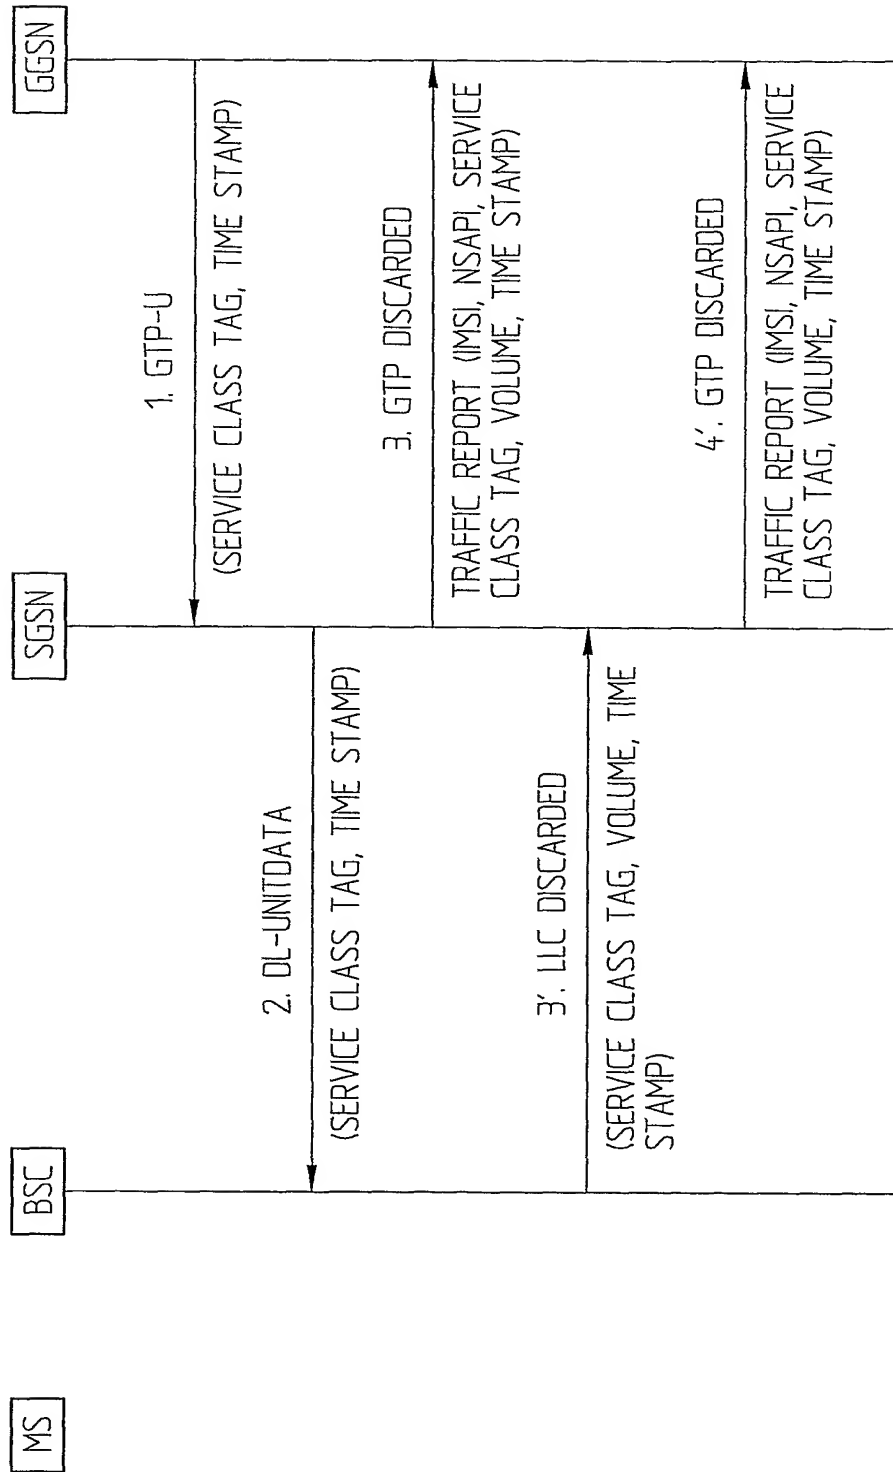 MS
BSC
SGSN
GGSN
1. GTP-U
(SERVICE CLASS TAG, TIME STAMP)
2. DL-UNITDATA
(SERVICE CLASS TAG, TIME STAMP)
3. GTP DISCARDED
TRAFFIC REPORT (IMSI, NSAPI, SERVICE
CLASS TAG, VOLUME, TIME STAMP)
3'. LLC DISCARDED
(SERVICE CLASS TAG, VOLUME, TIME
STAMP)
4'. GTP DISCARDED
TRAFFIC REPORT (IMSI, NSAPI, SERVICE
CLASS TAG, VOLUME, TIME STAMP)